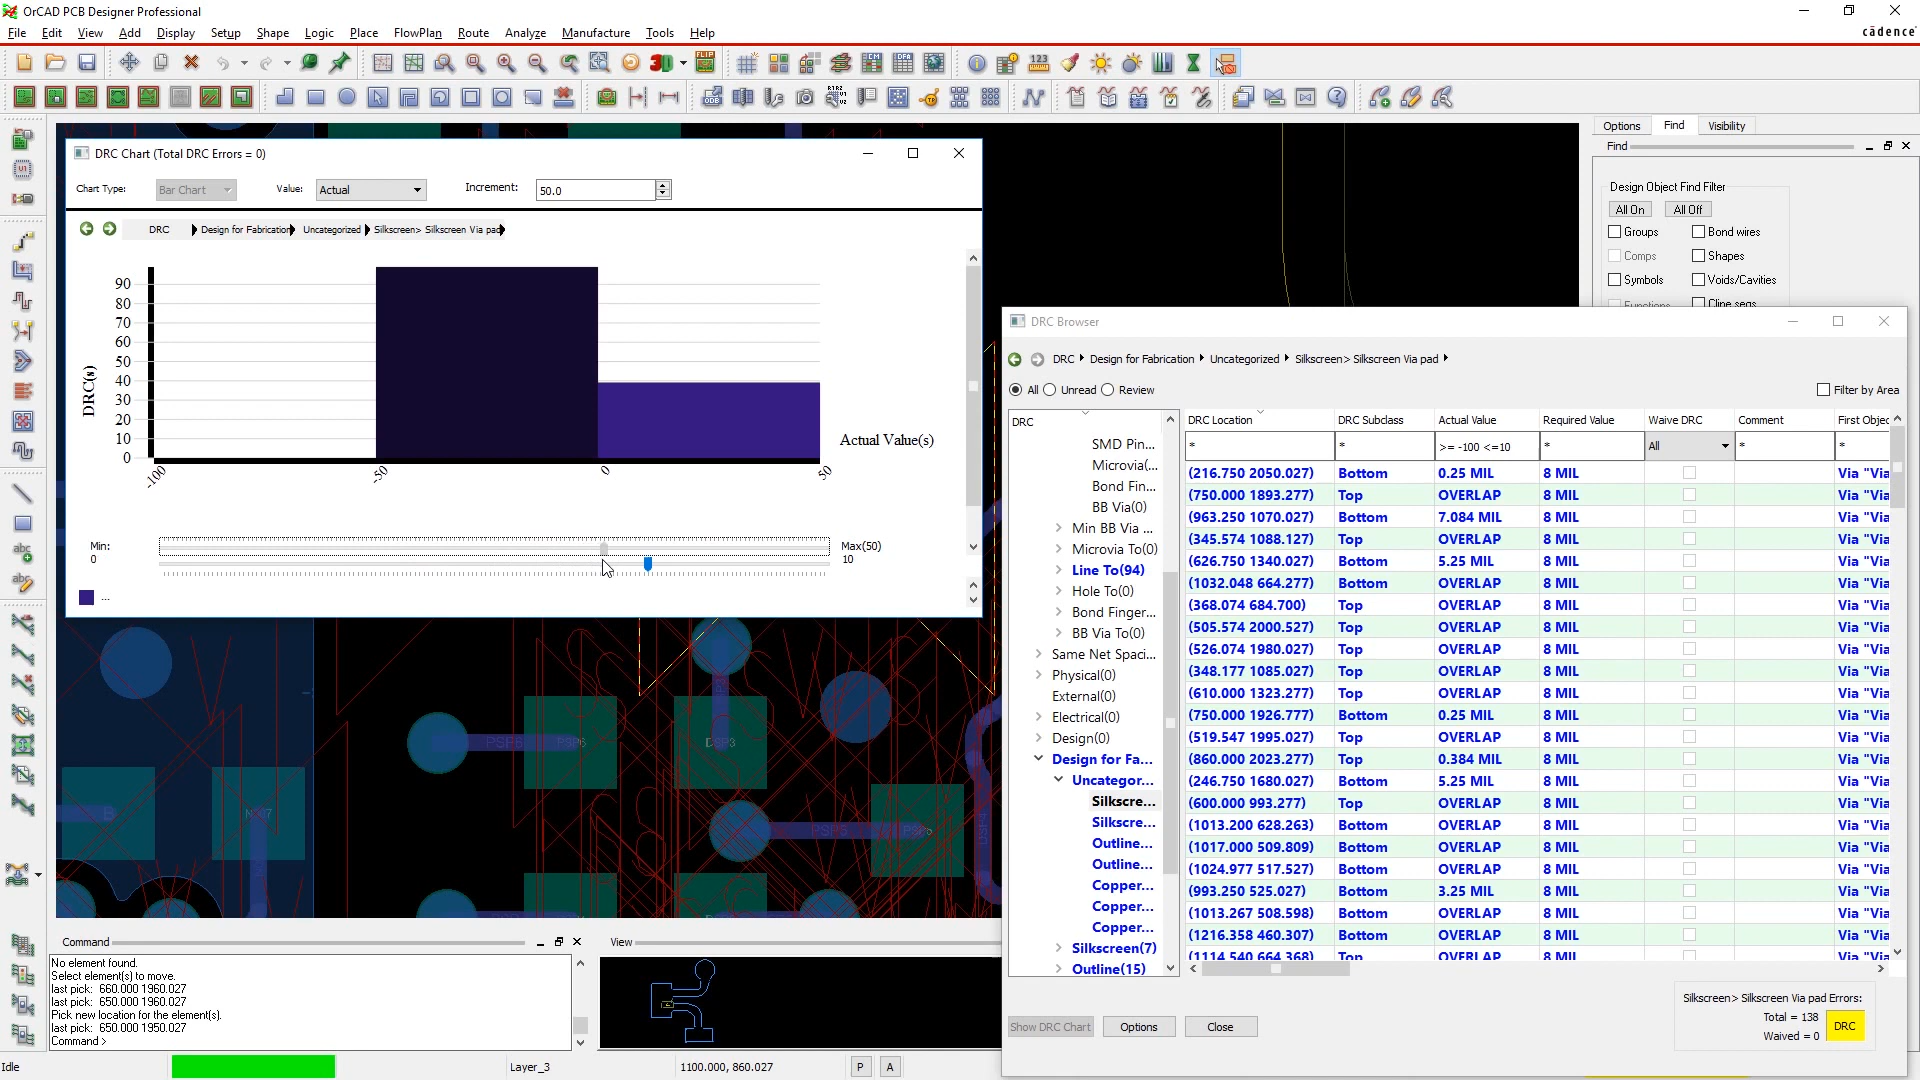 OrCAD PCB Designer Professional
File Edit View Add Display Setup Shape Logic Place FlowPlan Route Analyze Manufacture Tools Help
cādence
DRC Chart (Total DRC Errors = 0)
Chart Type: Bar Chart Value: Actual Increment: 50.0
DRC Design for Fabrication Uncategorized Silkscreen> Silkscreen Via pad
90
80
70
60
50
40
30
20
10
0
DRC(s)
-100 -50 0 50
Actual Value(s)
Min: Max(50)
0 10
...
Options Find Visibility
Find
Design Object Find Filter
All On All Off
Groups Bond wires
Comps Shapes
Symbols Voids/Cavities
Functions Cline segs
DRC Browser
DRC Design for Fabrication Uncategorized Silkscreen> Silkscreen Via pad
All Unread Review Filter by Area
DRC
SMD Pin...
Microvia(...
Bond Fin...
BB Via(0)
Min BB Via ...
Microvia To(0)
Line To(94)
Hole To(0)
Bond Finger...
BB Via To(0)
Same Net Spaci...
Physical(0)
External(0)
Electrical(0)
Design(0)
Design for Fa...
Uncategor...
Silkscre...
Silkscre...
Outline...
Outline...
Copper...
Copper...
Copper...
Silkscreen(7)
Outline(15)
DRC Location DRC Subclass Actual Value Required Value Waive DRC Comment First Objec
* * >= -100 <=10 * All * *
(216.750 2050.027) Bottom 0.25 MIL 8 MIL Via "Via
(750.000 1893.277) Top OVERLAP 8 MIL Via "Via
(963.250 1070.027) Bottom 7.084 MIL 8 MIL Via "Via
(345.574 1088.127) Top OVERLAP 8 MIL Via "Via
(626.750 1340.027) Bottom 5.25 MIL 8 MIL Via "Via
(1032.048 664.277) Bottom OVERLAP 8 MIL Via "Via
(368.074 684.700) Top OVERLAP 8 MIL Via "Via
(505.574 2000.527) Top OVERLAP 8 MIL Via "Via
(526.074 1980.027) Top OVERLAP 8 MIL Via "Via
(348.177 1085.027) Top OVERLAP 8 MIL Via "Via
(610.000 1323.277) Top OVERLAP 8 MIL Via "Via
(750.000 1926.777) Bottom 0.25 MIL 8 MIL Via "Via
(519.547 1995.027) Top OVERLAP 8 MIL Via "Via
(860.000 2023.277) Top 0.384 MIL 8 MIL Via "Via
(246.750 1680.027) Bottom 5.25 MIL 8 MIL Via "Via
(600.000 993.277) Top OVERLAP 8 MIL Via "Via
(1013.200 628.263) Bottom OVERLAP 8 MIL Via "Via
(1017.000 509.809) Bottom OVERLAP 8 MIL Via "Via
(1024.977 517.527) Bottom OVERLAP 8 MIL Via "Via
(993.250 525.027) Bottom 3.25 MIL 8 MIL Via "Via
(1013.267 508.598) Bottom OVERLAP 8 MIL Via "Via
(1216.358 460.307) Bottom OVERLAP 8 MIL Via "Via
(1114.540 664.368) Top OVERLAP 8 MIL Via "Via
Show DRC Chart Options Close
Silkscreen> Silkscreen Via pad Errors:
Total = 138
Waived = 0
DRC
Command
No element found.
Select element(s) to move.
last pick: 660.000 1960.027
last pick: 650.000 1960.027
Pick new location for the element(s).
last pick: 650.000 1950.027
Command >
View
Idle Layer_3 1100.000, 860.027 P A